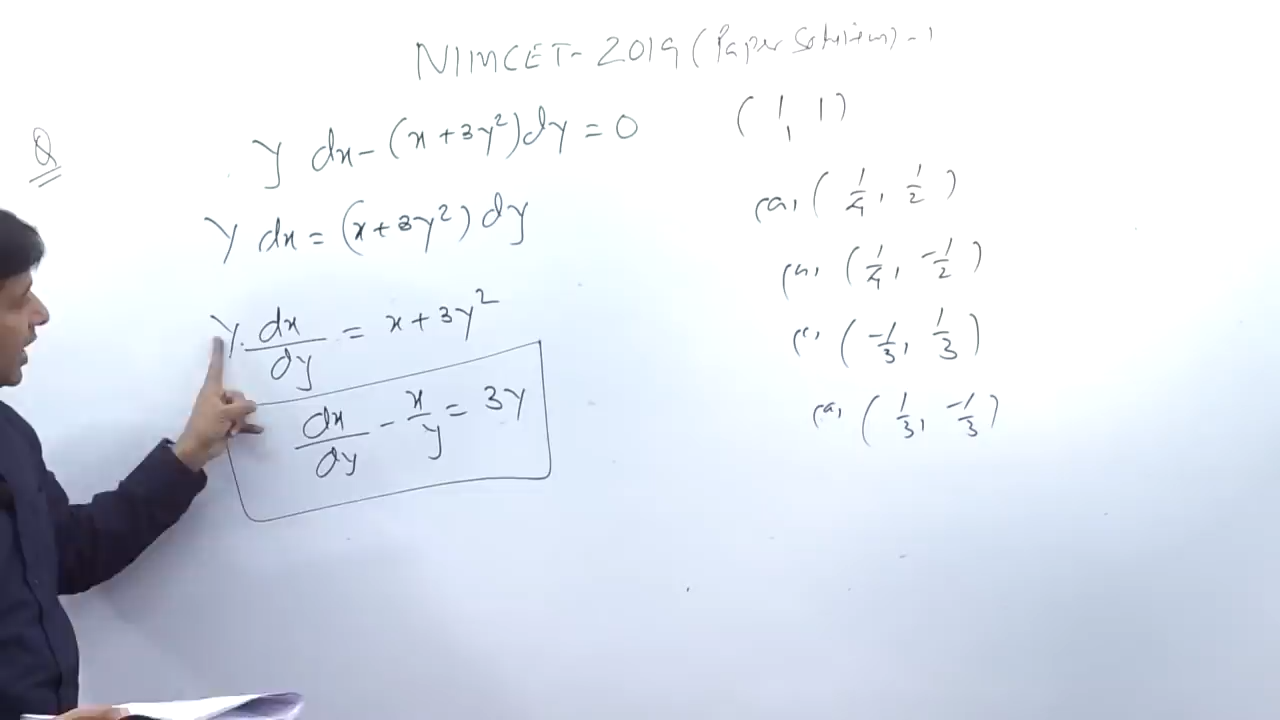 NIMCET-2019 (Paper Solution)-1
Q
y dx - (x+3y²)dy = 0
(1, 1)
y dx = (x+3y²) dy
(a) (1/4, 1/2)
y. dx/dy = x+3y²
(b) (1/4, -1/2)
dx/dy - x/y = 3y
(c) (-1/3, 1/3)
(d) (1/3, -1/3)